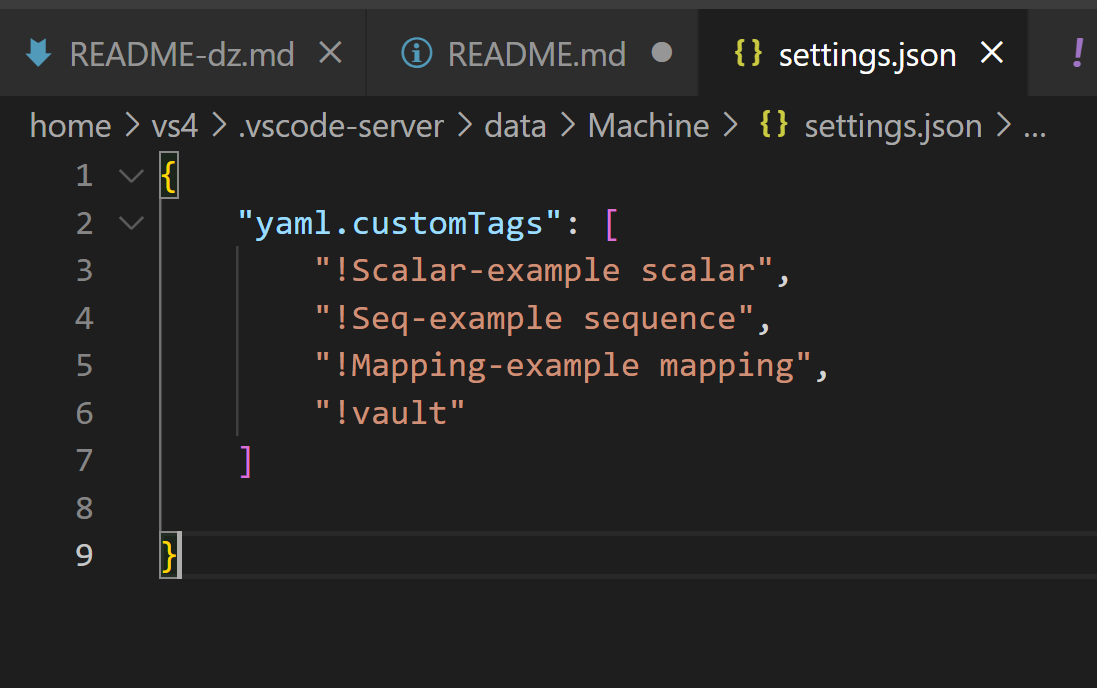 README-dz.md README.md settings.json
home > vs4 > .vscode-server > data > Machine > {} settings.json > ...
1 {
2 "yaml.customTags": [
3 "!Scalar-example scalar",
4 "!Seq-example sequence",
5 "!Mapping-example mapping",
6 "!vault"
7 ]
8
9 }